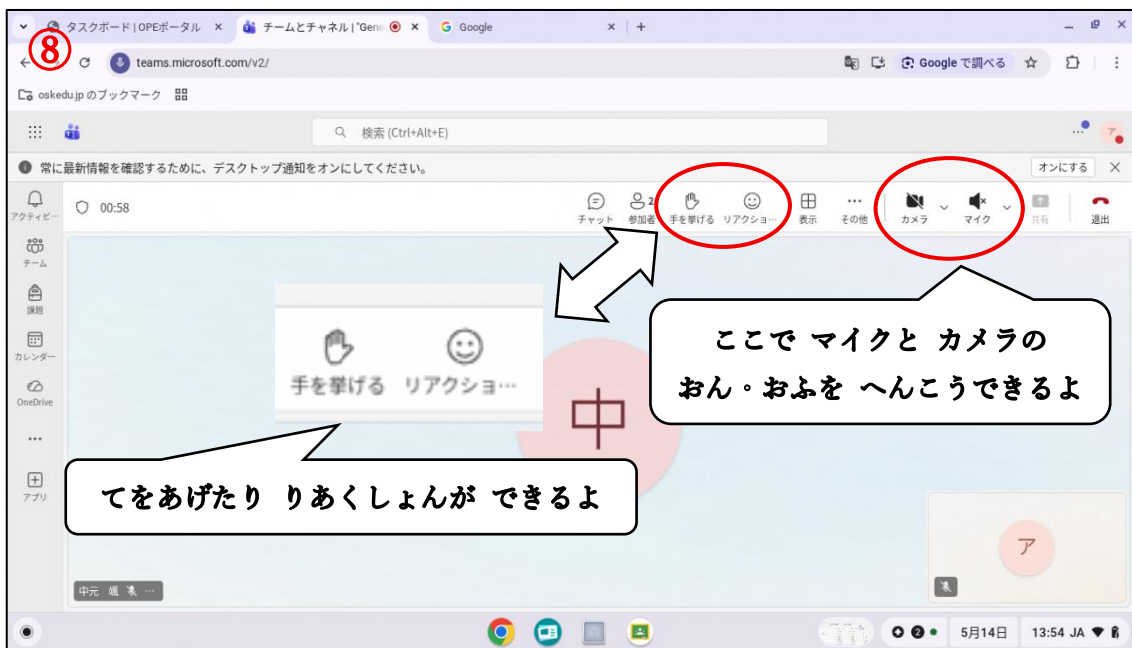 ⑧
タスクボード | OPEポータル
チームとチャネル | "Gene
Google
teams.microsoft.com/v2/
Google で調べる
oskedu.jp のブックマーク
検索 (Ctrl+Alt+E)
ア
常に最新情報を確認するために、デスクトップ通知をオンにしてください。
オンにする
アクティビ…
00:58
チャット
2
参加者
手を挙げる
リアクショ…
表示
その他
カメラ
マイク
共有
退出
チーム
課題
カレンダー
OneDrive
アプリ
手を挙げる リアクショ…
ここで マイクと カメラの
おん・おふを へんこうできるよ
中
てをあげたり りあくしょんが できるよ
ア
中元 颯
5月14日
13:54 JA